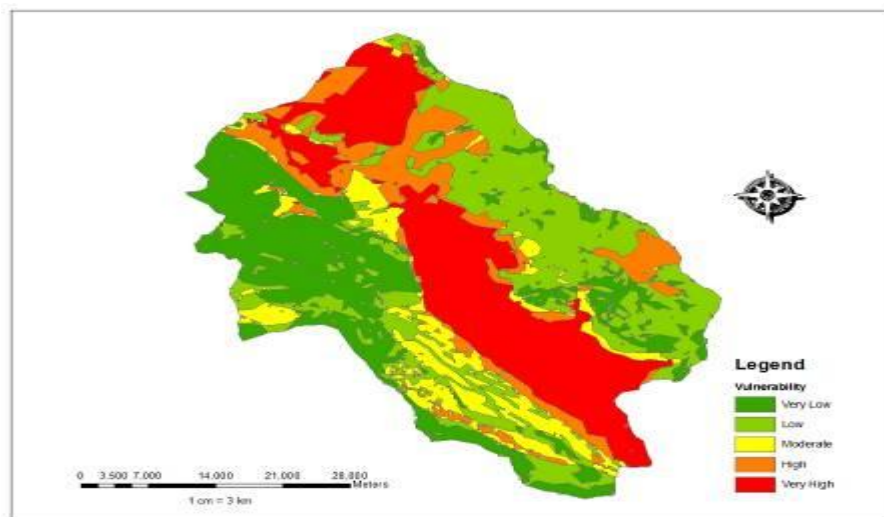 Legend
Vulnerability
Very Low
Low
Moderate
High
Very High
0 3,500 7,000 14,000 21,000 28,000
Meters
1 cm = 3 km